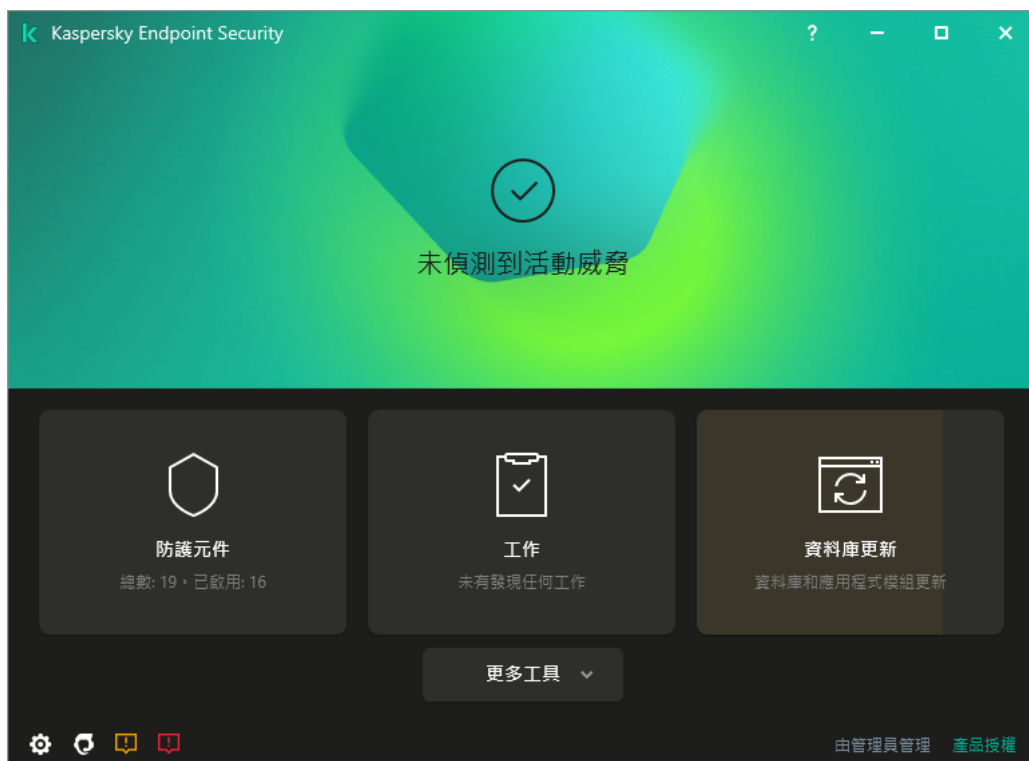 Kaspersky Endpoint Security
未偵測到活動威脅
防護元件
總數: 19，已啟用: 16
工作
未有發現任何工作
資料庫更新
資料庫和應用程式模組更新
更多工具
由管理員管理 產品授權